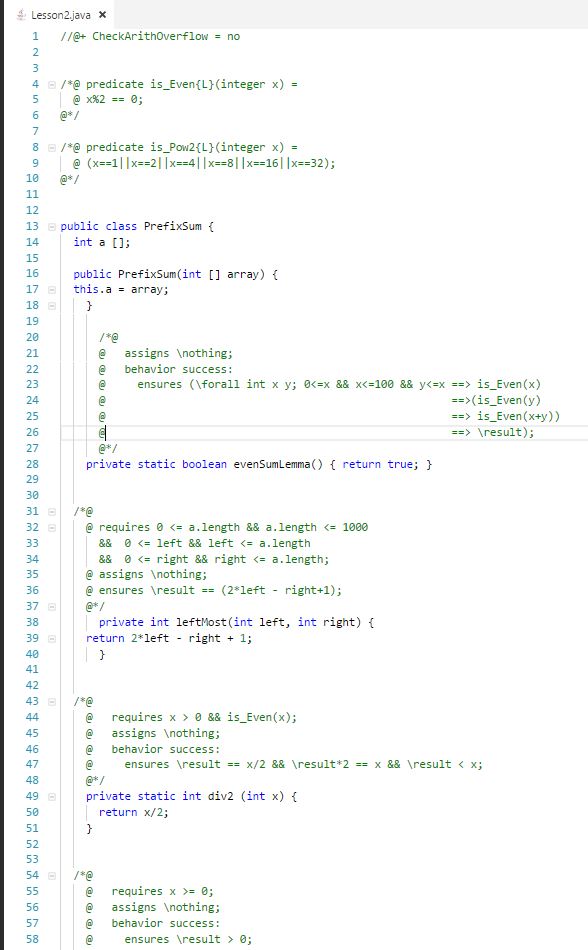 Lesson2.java ×
1 //@+ CheckArithOverflow = no
2
3
4 /*@ predicate is_Even{L}(integer x) =
5 @ x%2 == 0;
6 @*/
7
8 /*@ predicate is_Pow2{L}(integer x) =
9 @ (x==1||x==2||x==4||x==8||x==16||x==32);
10 @*/
11
12
13 public class PrefixSum {
14 int a [];
15
16 public PrefixSum(int [] array) {
17 this.a = array;
18 }
19
20 /*@
21 @ assigns \nothing;
22 @ behavior success:
23 @ ensures (\forall int x y; 0<=x && x<=100 && y<=x ==> is_Even(x)
24 @ ==>(is_Even(y)
25 @ ==> is_Even(x+y))
26 @ ==> \result);
27 @*/
28 private static boolean evenSumLemma() { return true; }
29
30
31 /*@
32 @ requires 0 <= a.length && a.length <= 1000
33 && 0 <= left && left <= a.length
34 && 0 <= right && right <= a.length;
35 @ assigns \nothing;
36 @ ensures \result == (2*left - right+1);
37 @*/
38 private int leftMost(int left, int right) {
39 return 2*left - right + 1;
40 }
41
42
43 /*@
44 @ requires x > 0 && is_Even(x);
45 @ assigns \nothing;
46 @ behavior success:
47 @ ensures \result == x/2 && \result*2 == x && \result < x;
48 @*/
49 private static int div2 (int x) {
50 return x/2;
51 }
52
53
54 /*@
55 @ requires x >= 0;
56 @ assigns \nothing;
57 @ behavior success:
58 @ ensures \result > 0;